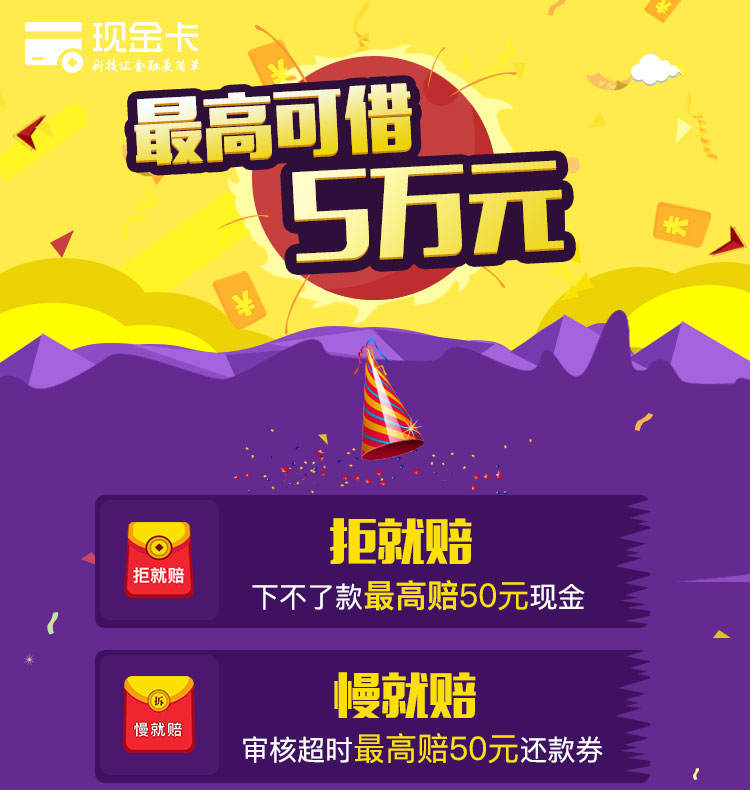 现金卡
科技让金融更简单
最高可借
5万元
拒就赔
拒就赔
下不了款最高赔50元现金
拆
慢就赔
慢就赔
审核超时最高赔50元还款券